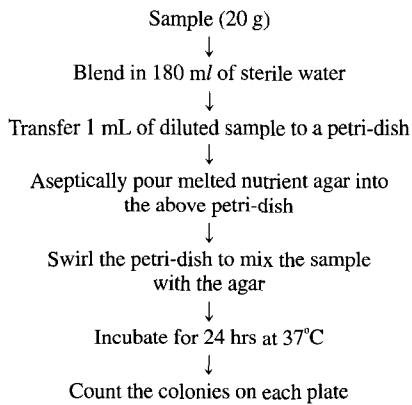 Sample (20 g)
↓
Blend in 180 ml of sterile water
↓
Transfer 1 mL of diluted sample to a petri-dish
↓
Aseptically pour melted nutrient agar into
the above petri-dish
↓
Swirl the petri-dish to mix the sample
with the agar
↓
Incubate for 24 hrs at 37°C
↓
Count the colonies on each plate